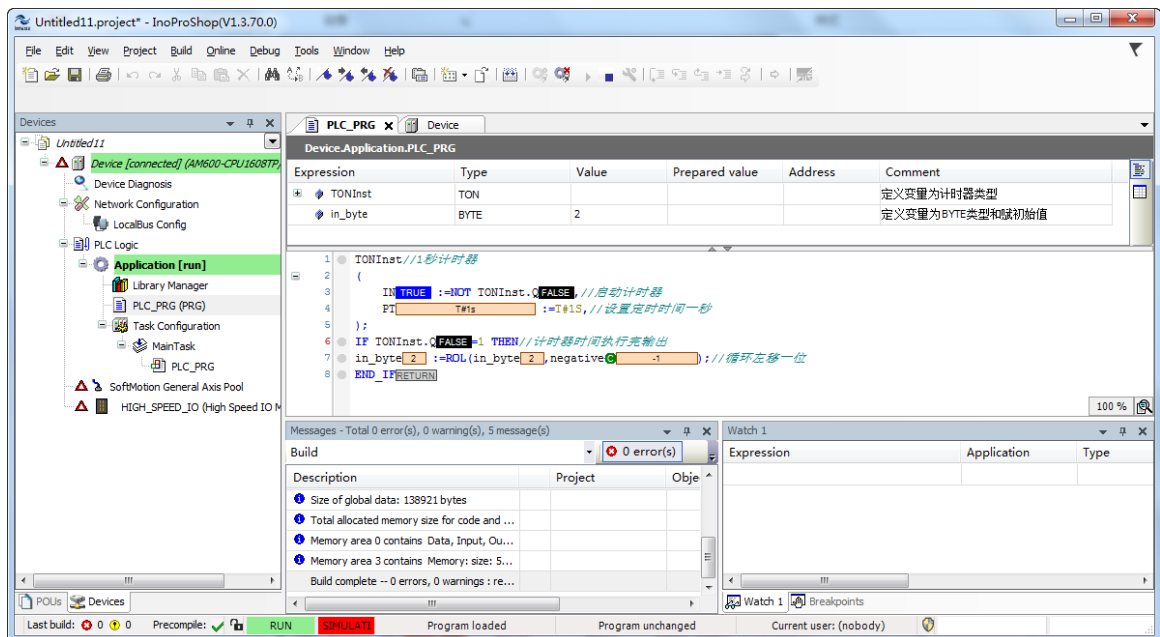 Untitled11.project* - InoProShop(V1.3.70.0)
File Edit View Project Build Online Debug Tools Window Help
Devices
Untitled11
Device [connected] (AM600-CPU1608TP/
Device Diagnosis
Network Configuration
LocalBus Config
PLC Logic
Application [run]
Library Manager
PLC_PRG (PRG)
Task Configuration
MainTask
PLC_PRG
SoftMotion General Axis Pool
HIGH_SPEED_IO (High Speed IO M
POUs Devices
PLC_PRG Device
Device.Application.PLC_PRG
Expression Type Value Prepared value Address Comment
TONInst TON 定义变量为计时器类型
in_byte BYTE 2 定义变量为BYTE类型和赋初始值
1 TONInst//1秒计时器
2 (
3 IN TRUE :=NOT TONInst.Q FALSE ,//启动计时器
4 PT T#1s :=T#1S,//设置定时时间一秒
5 );
6 IF TONInst.Q FALSE =1 THEN//计时器时间执行完输出
7 in_byte 2 :=ROL(in_byte 2 ,negative C -1 );//循环左移一位
8 END_IF RETURN
100 %
Messages - Total 0 error(s), 0 warning(s), 5 message(s)
Build 0 error(s)
Description Project Obje
Size of global data: 138921 bytes
Total allocated memory size for code and ...
Memory area 0 contains Data, Input, Ou...
Memory area 3 contains Memory: size: 5...
Build complete -- 0 errors, 0 warnings : re...
Watch 1
Expression Application Type
Watch 1 Breakpoints
Last build: 0 0 Precompile: RUN SIMULATI Program loaded Program unchanged Current user: (nobody)